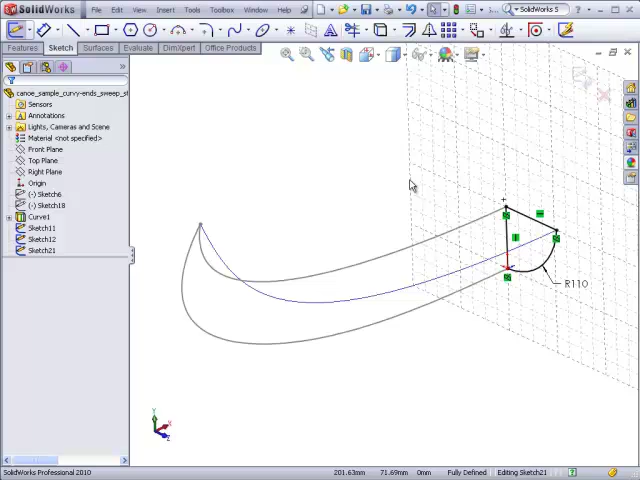 SolidWorks File Edit View Insert Tools Toolbox Window Help SolidWorks S
Features Sketch Surfaces Evaluate DimXpert Office Products
canoe_sample_curvy-ends_sweep_st
Sensors
Annotations
Lights, Cameras and Scene
Material <not specified>
Front Plane
Top Plane
Right Plane
Origin
(-) Sketch6
(-) Sketch18
Curve1
Sketch11
Sketch12
Sketch21
R110
Y
X
Z
SolidWorks Professional 2010 201.63mm 71.69mm 0mm Fully Defined Editing Sketch21